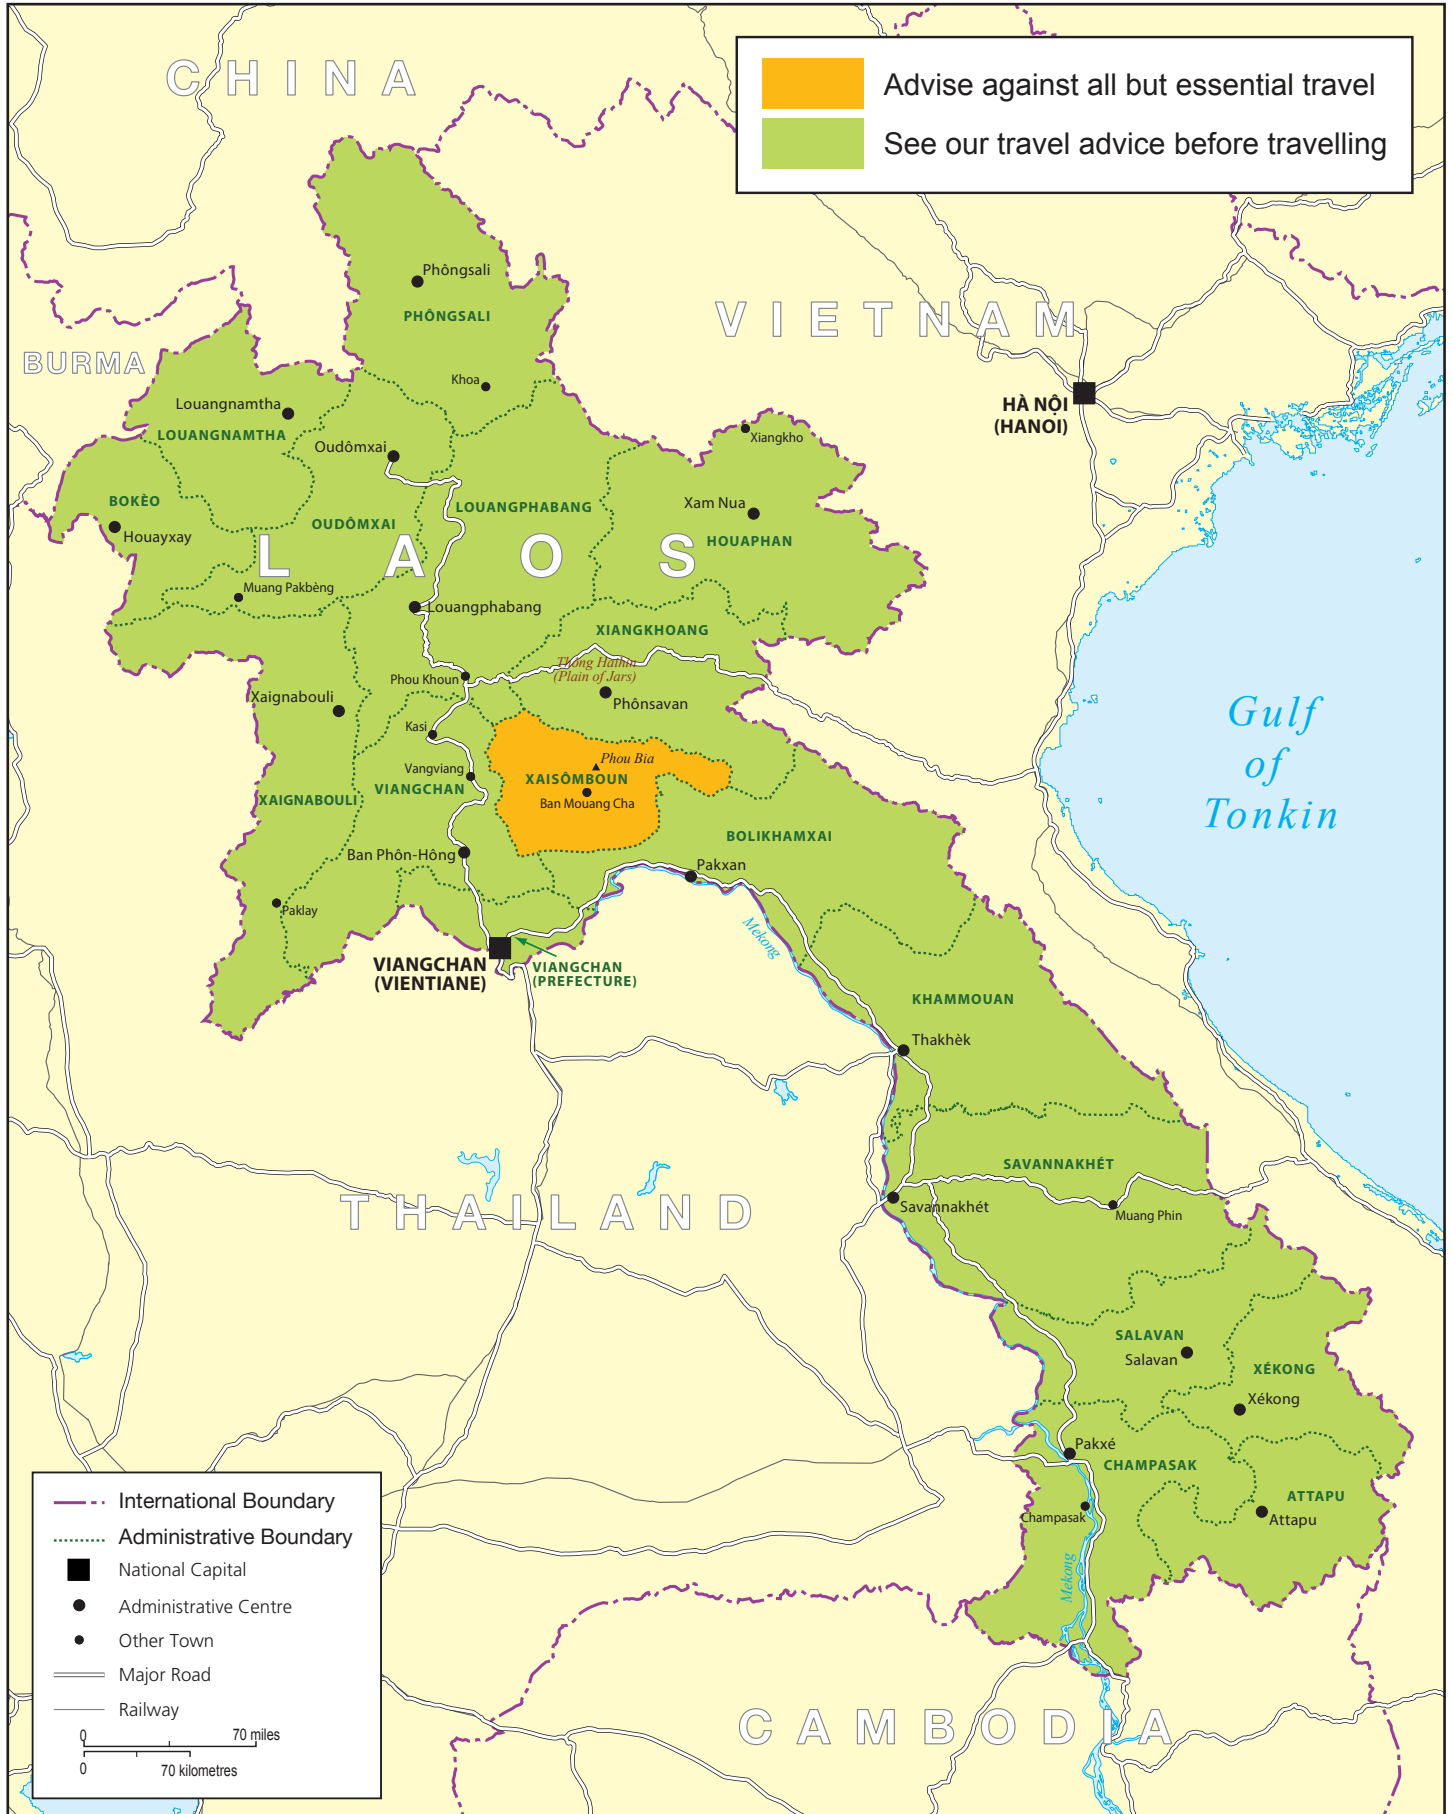 CHINA
Advise against all but essential travel
See our travel advice before travelling
Phôngsali
PHÔNGSALI
VIETNAM
BURMA
Khoa
Louangnamtha
LOUANGNAMTHA
HÀ NỘI
(HANOI)
Xiangkho
Oudômxai
BOKÈO
Houayxay
OUDÔMXAI
LOUANGPHABANG
Xam Nua
HOUAPHAN
LAOS
Muang Pakbèng
Louangphabang
XIANGKHOANG
Thông Haihin
(Plain of Jars)
Phou Khoun
Phônsavan
Xaignabouli
Kasi
Gulf
of
Tonkin
Vangviang
VIANGCHAN
XAIGNABOULI
Phou Bia
XAISÔMBOUN
Ban Mouang Cha
BOLIKHAMXAI
Ban Phôn-Hông
Pakxan
Paklay
Mekong
VIANGCHAN
(VIENTIANE)
VIANGCHAN
(PREFECTURE)
KHAMMOUAN
Thakhèk
SAVANNAKHÉT
THAILAND
Savannakhét
Muang Phin
SALAVAN
Salavan
XÉKONG
Xékong
Pakxé
CHAMPASAK
ATTAPU
Attapu
Champasak
Mekong
CAMBODIA
International Boundary
Administrative Boundary
National Capital
Administrative Centre
Other Town
Major Road
Railway
0 70 miles
0 70 kilometres